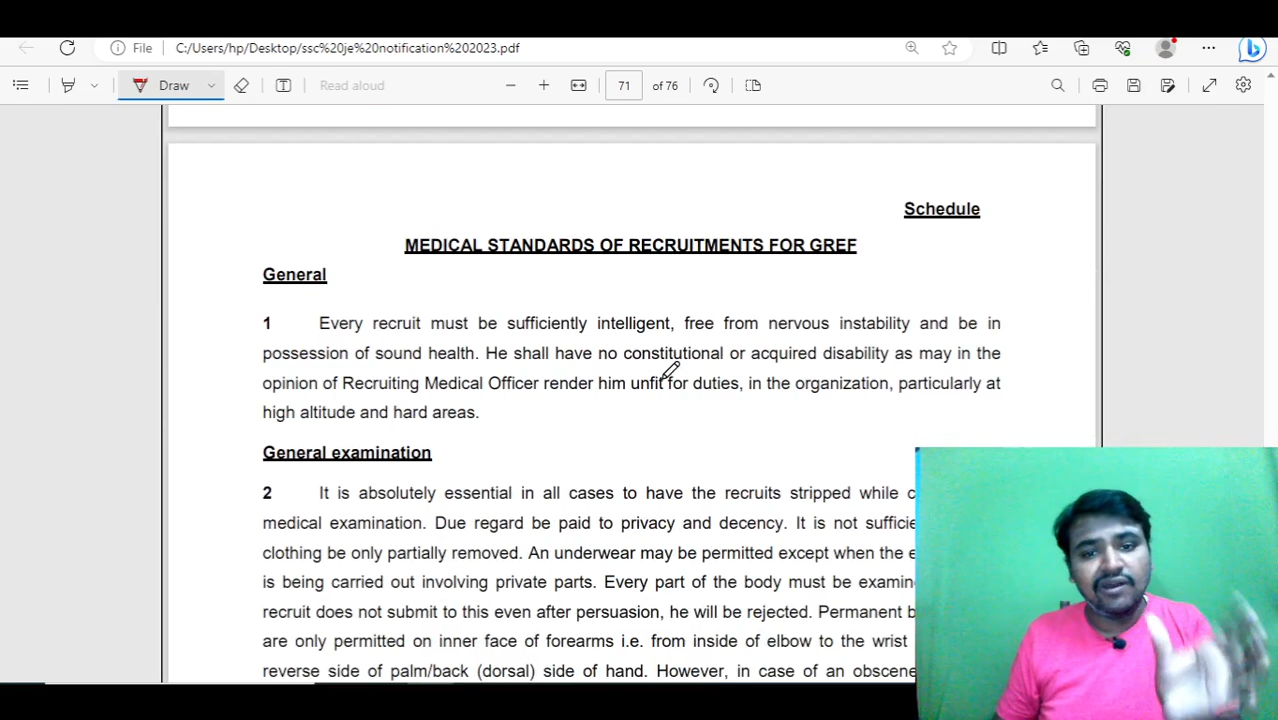 File C:/Users/hp/Desktop/ssc%20je%20notification%202023.pdf
Draw Read aloud 71 of 76
Schedule
MEDICAL STANDARDS OF RECRUITMENTS FOR GREF
General
1 Every recruit must be sufficiently intelligent, free from nervous instability and be in
possession of sound health. He shall have no constitutional or acquired disability as may in the
opinion of Recruiting Medical Officer render him unfit for duties, in the organization, particularly at
high altitude and hard areas.
General examination
2 It is absolutely essential in all cases to have the recruits stripped while
medical examination. Due regard be paid to privacy and decency. It is not
clothing be only partially removed. An underwear may be permitted except when the
is being carried out involving private parts. Every part of the body must be
recruit does not submit to this even after persuasion, he will be rejected. Permanent
are only permitted on inner face of forearms i.e. from inside of elbow to the wrist
reverse side of palm/back (dorsal) side of hand. However, in case of an obscene